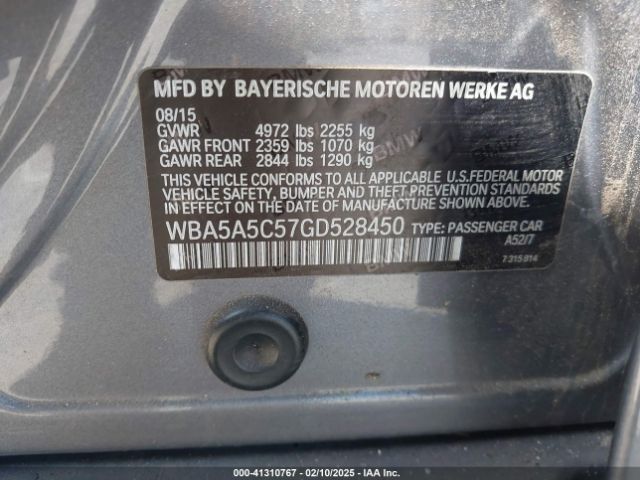 MFD BY BAYERISCHE MOTOREN WERKE AG
08/15
GVWR 4972 lbs 2255 kg
GAWR FRONT 2359 lbs 1070 kg
GAWR REAR 2844 lbs 1290 kg
THIS VEHICLE CONFORMS TO ALL APPLICABLE U.S.FEDERAL MOTOR
VEHICLE SAFETY, BUMPER AND THEFT PREVENTION STANDARDS
IN EFFECT ON THE DATE OF MANUFACTURE SHOWN ABOVE.
WBA5A5C57GD528450 TYPE: PASSENGER CAR
A52/7
7315914
BMW
000-41310767 — 02/10/2025 — IAA Inc.